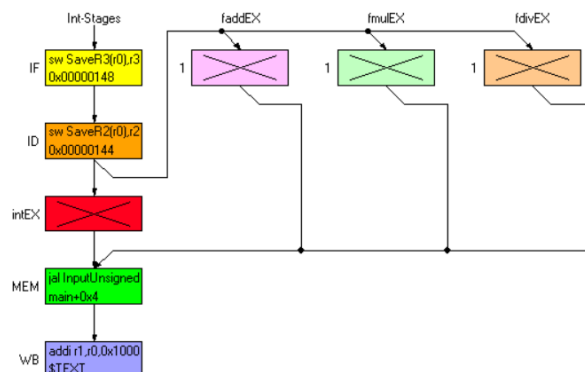 Int-Stages
faddEX
fmulEX
fdivEX
IF
sw SaveR3(r0),r3
0x00000148
1
1
1
ID
sw SaveR2(r0),r2
0x00000144
intEX
MEM
jal InputUnsigned
main+0x4
WB
addi r1,r0,0x1000
$TEXT